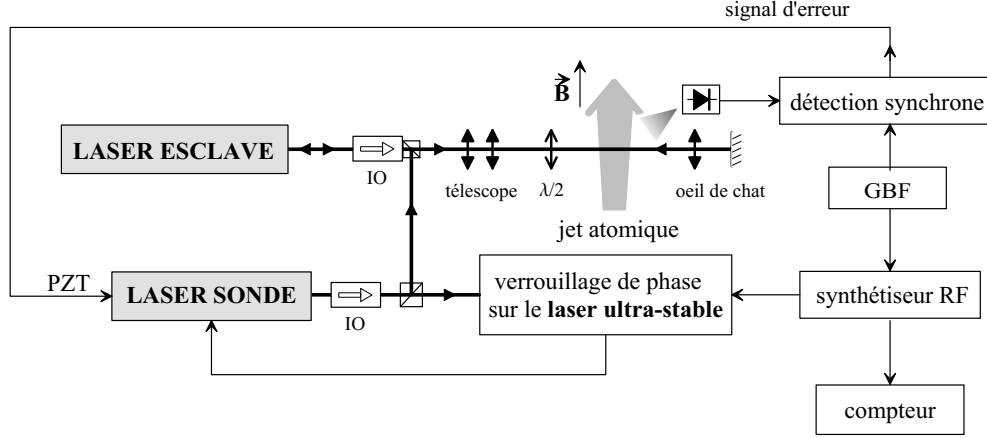 signal d'erreur
B
détection synchrone
LASER ESCLAVE
IO
télescope
λ/2
oeil de chat
GBF
jet atomique
PZT
LASER SONDE
IO
verrouillage de phase
sur le laser ultra-stable
synthétiseur RF
compteur